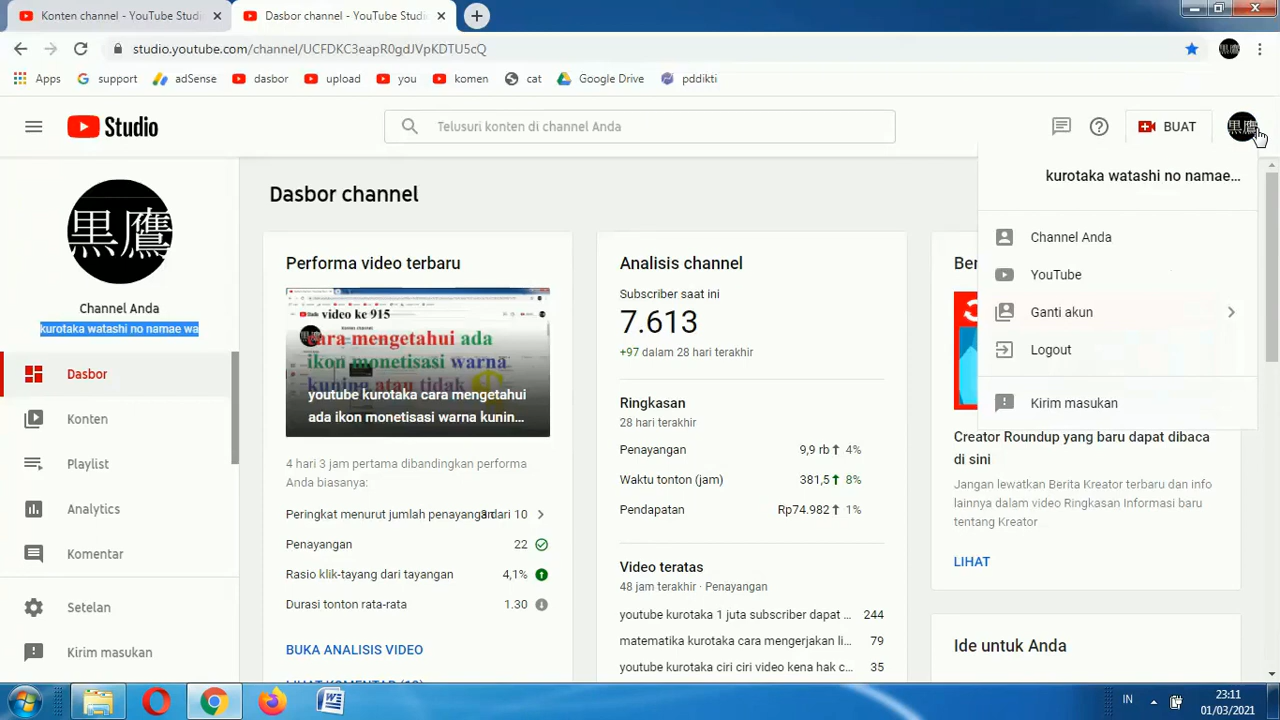 Konten channel - YouTube Studio
Dasbor channel - YouTube Studio
studio.youtube.com/channel/UCFDKC3eapR0gdJVpKDTU5cQ
Apps
support
adSense
dasbor
upload
you
komen
cat
Google Drive
pddikti
Studio
Telusuri konten di channel Anda
BUAT
黒鷹
kurotaka watashi no namae...
Channel Anda
YouTube
Ganti akun
Logout
Kirim masukan
黒鷹
Channel Anda
kurotaka watashi no namae wa
Dasbor
Konten
Playlist
Analytics
Komentar
Setelan
Kirim masukan
Dasbor channel
Performa video terbaru
video ke 915
cara mengetahui ada
ikon monetisasi warna
kuning atau tidak
youtube kurotaka cara mengetahui
ada ikon monetisasi warna kunin...
4 hari 3 jam pertama dibandingkan performa
Anda biasanya:
Peringkat menurut jumlah penayangan
dari 10
Penayangan 22
Rasio klik-tayang dari tayangan 4,1%
Durasi tonton rata-rata 1.30
BUKA ANALISIS VIDEO
Analisis channel
Subscriber saat ini
7.613
+97 dalam 28 hari terakhir
Ringkasan
28 hari terakhir
Penayangan 9,9 rb 4%
Waktu tonton (jam) 381,5 8%
Pendapatan Rp74.982 1%
Video teratas
48 jam terakhir · Penayangan
youtube kurotaka 1 juta subscriber dapat ... 244
matematika kurotaka cara mengerjakan li... 79
youtube kurotaka ciri ciri video kena hak c... 35
Ber
Creator Roundup yang baru dapat dibaca
di sini
Jangan lewatkan Berita Kreator terbaru dan info
lainnya dalam video Ringkasan Informasi baru
tentang Kreator
LIHAT
Ide untuk Anda
IN
23:11
01/03/2021